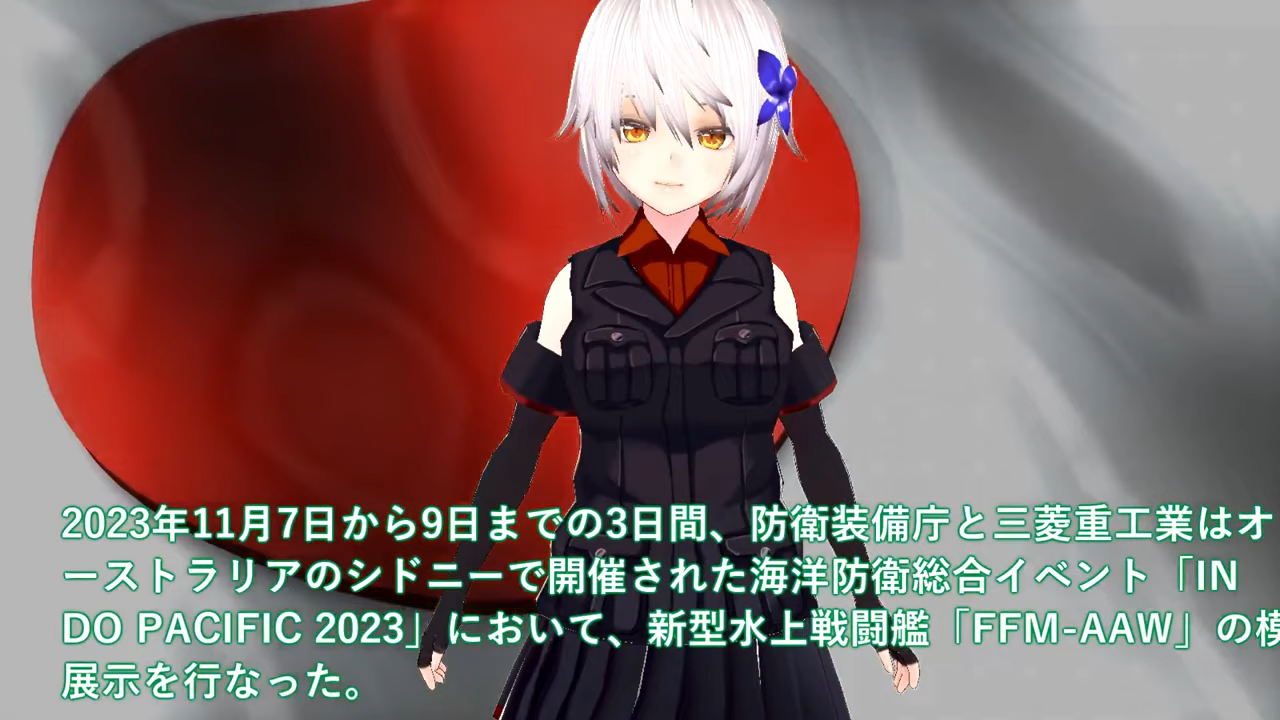 2023年11月7日から9日までの3日間、防衛装備庁と三菱重工業はオ
ーストラリアのシドニーで開催された海洋防衛総合イベント「IN
DO PACIFIC 2023」において、新型水上戦闘艦「FFM-AAW」の模
展示を行なった。